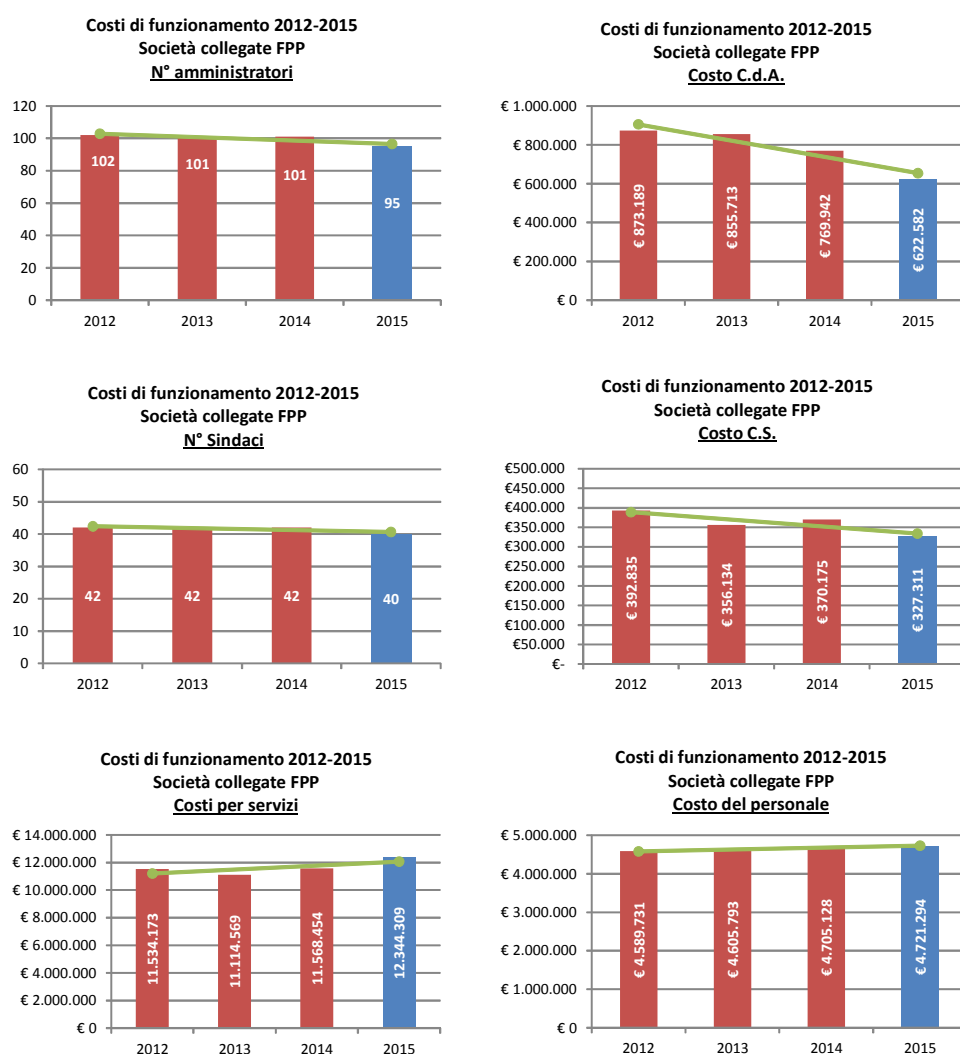 Costi di funzionamento 2012-2015
Società collegate FPP
N° amministratori
120
100
80
60
40
20
0
102
101
101
95
2012 2013 2014 2015
Costi di funzionamento 2012-2015
Società collegate FPP
Costo C.d.A.
€ 1.000.000
€ 800.000
€ 600.000
€ 400.000
€ 200.000
€ 0
€ 873.189
€ 855.713
€ 769.942
€ 622.582
2012 2013 2014 2015
Costi di funzionamento 2012-2015
Società collegate FPP
N° Sindaci
60
50
40
30
20
10
0
42
42
42
40
2012 2013 2014 2015
Costi di funzionamento 2012-2015
Società collegate FPP
Costo C.S.
€500.000
€450.000
€400.000
€350.000
€300.000
€250.000
€200.000
€150.000
€100.000
€50.000
€-
€ 392.835
€ 356.134
€ 370.175
€ 327.311
2012 2013 2014 2015
Costi di funzionamento 2012-2015
Società collegate FPP
Costi per servizi
€ 14.000.000
€ 12.000.000
€ 10.000.000
€ 8.000.000
€ 6.000.000
€ 4.000.000
€ 2.000.000
€ 0
11.534.173
11.114.569
11.568.454
12.344.309
2012 2013 2014 2015
Costi di funzionamento 2012-2015
Società collegate FPP
Costo del personale
€ 5.000.000
€ 4.000.000
€ 3.000.000
€ 2.000.000
€ 1.000.000
€ 0
€ 4.589.731
€ 4.605.793
€ 4.705.128
€ 4.721.294
2012 2013 2014 2015